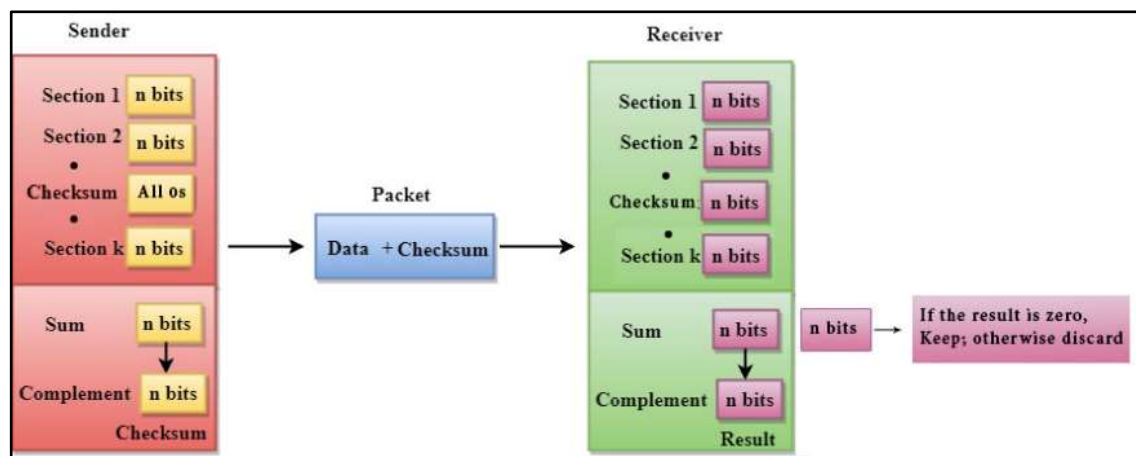 Sender
Section 1 n bits
Section 2 n bits
Checksum All 0s
Section k n bits
Sum n bits
Complement n bits
Checksum
Packet
Data + Checksum
Receiver
Section 1 n bits
Section 2 n bits
Checksum n bits
Section k n bits
Sum n bits
Complement n bits
Result
n bits
If the result is zero,
Keep; otherwise discard